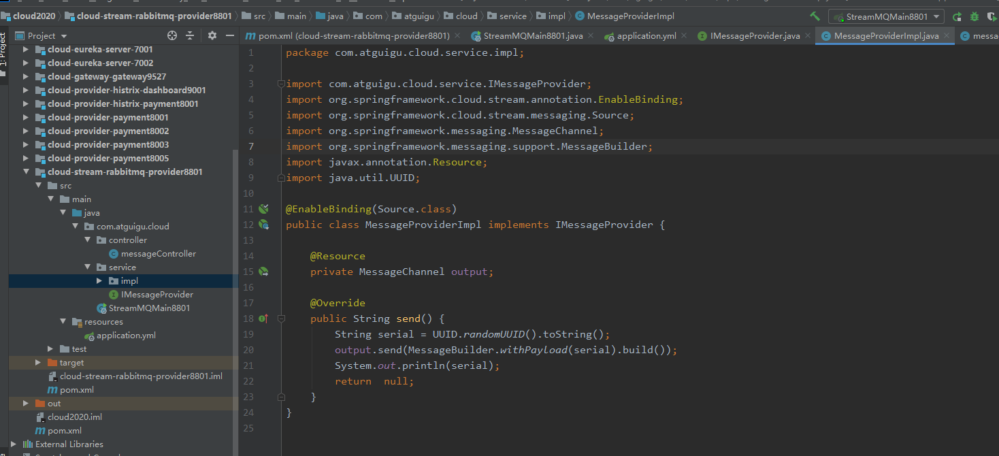 cloud2020 cloud-stream-rabbitmq-provider8801 src main java com atguigu cloud service impl MessageProviderImpl StreamMQMain8801
Project
1: Project
pom.xml (cloud-stream-rabbitmq-provider8801) StreamMQMain8801.java application.yml IMessageProvider.java MessageProviderImpl.java messa
cloud-eureka-server-7001
cloud-eureka-server-7002
cloud-gateway-gateway9527
cloud-provider-histrix-dashboard9001
cloud-provider-histrix-payment8001
cloud-provider-payment8001
cloud-provider-payment8002
cloud-provider-payment8003
cloud-provider-payment8005
cloud-stream-rabbitmq-provider8801
src
main
java
com.atguigu.cloud
controller
messageController
service
impl
IMessageProvider
StreamMQMain8801
resources
application.yml
test
target
cloud-stream-rabbitmq-provider8801.iml
pom.xml
out
cloud2020.iml
pom.xml
External Libraries
1 package com.atguigu.cloud.service.impl;
2
3 import com.atguigu.cloud.service.IMessageProvider;
4 import org.springframework.cloud.stream.annotation.EnableBinding;
5 import org.springframework.cloud.stream.messaging.Source;
6 import org.springframework.messaging.MessageChannel;
7 import org.springframework.messaging.support.MessageBuilder;
8 import javax.annotation.Resource;
9 import java.util.UUID;
10
11 @EnableBinding(Source.class)
12 public class MessageProviderImpl implements IMessageProvider {
13
14 @Resource
15 private MessageChannel output;
16
17 @Override
18 public String send() {
19 String serial = UUID.randomUUID().toString();
20 output.send(MessageBuilder.withPayload(serial).build());
21 System.out.println(serial);
22 return  null;
23 }
24 }
25